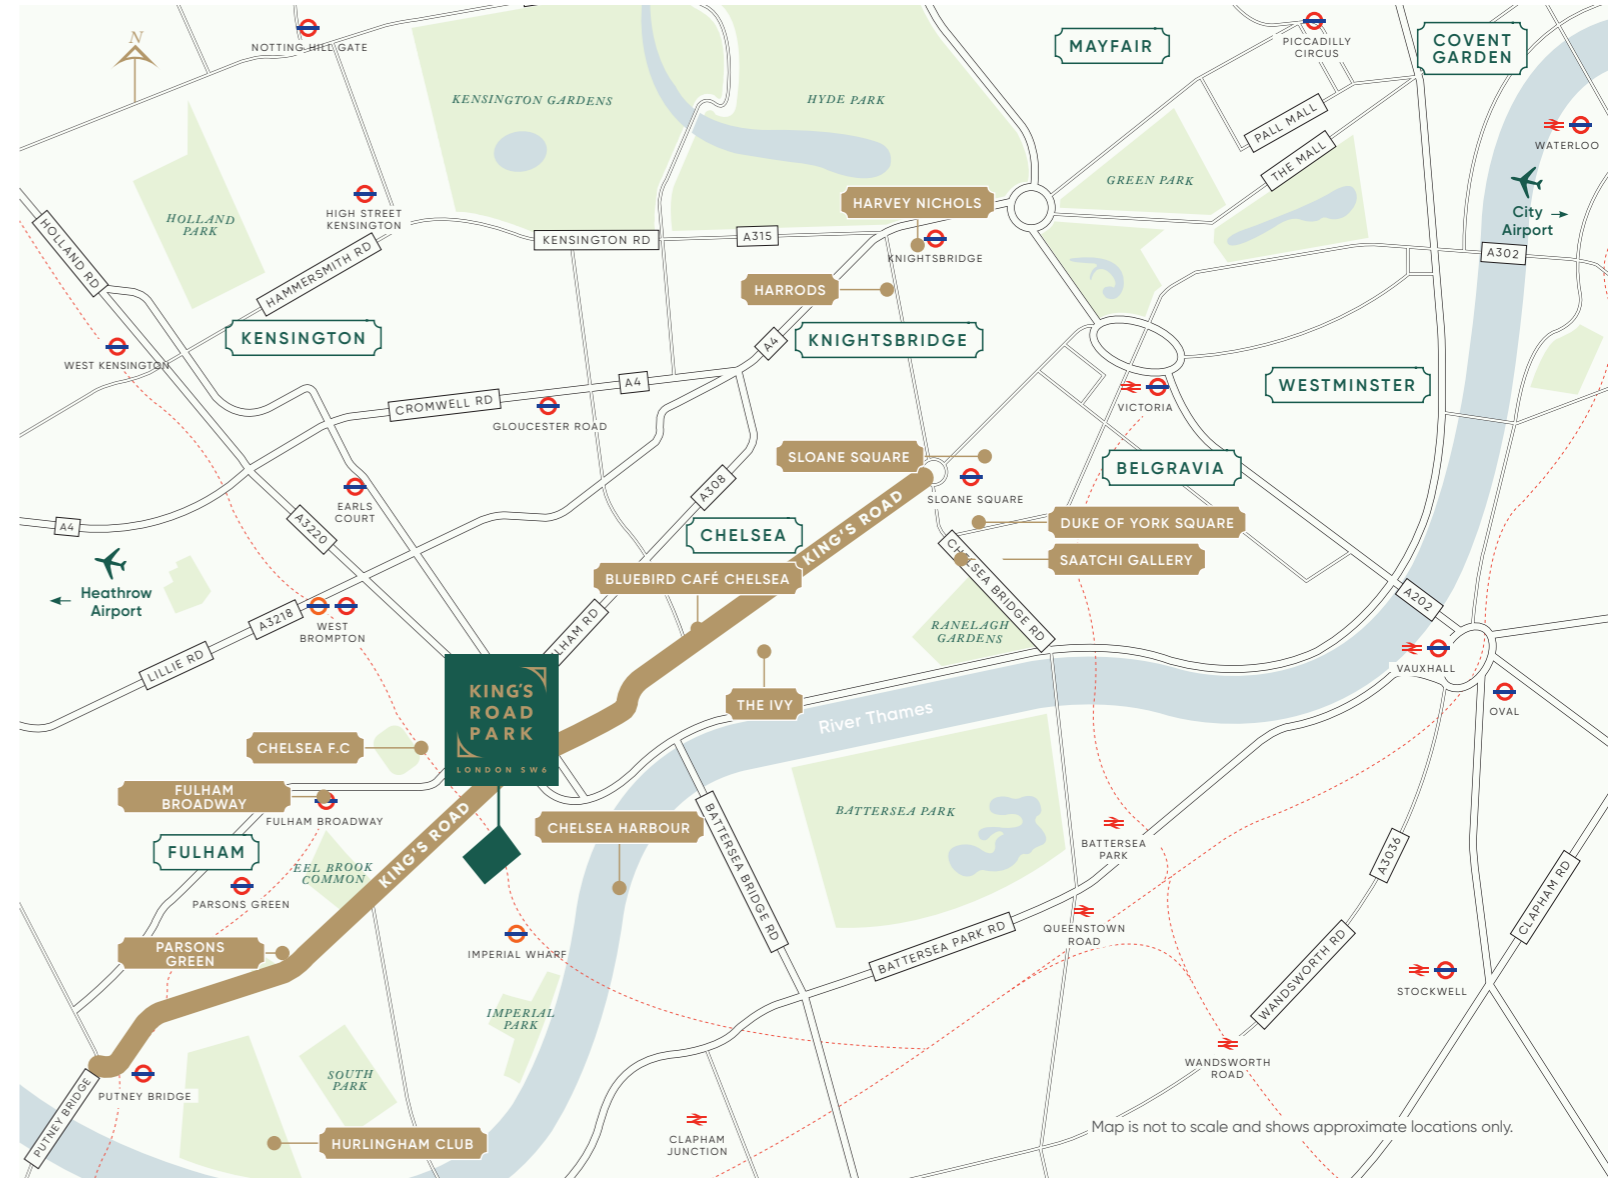 N
NOTTING HILL GATE
KENSINGTON GARDENS
HYDE PARK
MAYFAIR
PICCADILLY
CIRCUS
COVENT
GARDEN
PALL MALL
THE MALL
WATERLOO
GREEN PARK
City
Airport
HOLLAND
PARK
HIGH STREET
KENSINGTON
HARVEY NICHOLS
HOLLAND RD
HAMMERSMITH RD
KENSINGTON RD
A315
KNIGHTSBRIDGE
A302
HARRODS
KENSINGTON
A4
KNIGHTSBRIDGE
WEST KENSINGTON
CROMWELL RD
A4
GLOUCESTER ROAD
VICTORIA
WESTMINSTER
SLOANE SQUARE
BELGRAVIA
A308
SLOANE SQUARE
EARLS
COURT
A4
A3220
CHELSEA
KING'S ROAD
DUKE OF YORK SQUARE
CHELSEA BRIDGE RD
SAATCHI GALLERY
BLUEBIRD CAFÉ CHELSEA
Heathrow
Airport
A202
A3218
WEST
BROMPTON
LHAM RD
RANELAGH
GARDENS
LILLIE RD
VAUXHALL
KING'S
ROAD
PARK
LONDON SW6
THE IVY
River Thames
OVAL
CHELSEA F.C
FULHAM
BROADWAY
FULHAM BROADWAY
KING'S ROAD
CHELSEA HARBOUR
BATTERSEA BRIDGE RD
BATTERSEA PARK
BATTERSEA
PARK
A3036
FULHAM
EEL BROOK
COMMON
PARSONS GREEN
CLAPHAM RD
QUEENSTOWN
ROAD
BATTERSEA PARK RD
PARSONS
GREEN
IMPERIAL WHARF
WANDSWORTH RD
STOCKWELL
IMPERIAL
PARK
WANDSWORTH
ROAD
SOUTH
PARK
PUTNEY BRIDGE
PUTNEY BRIDGE
HURLINGHAM CLUB
CLAPHAM
JUNCTION
Map is not to scale and shows approximate locations only.